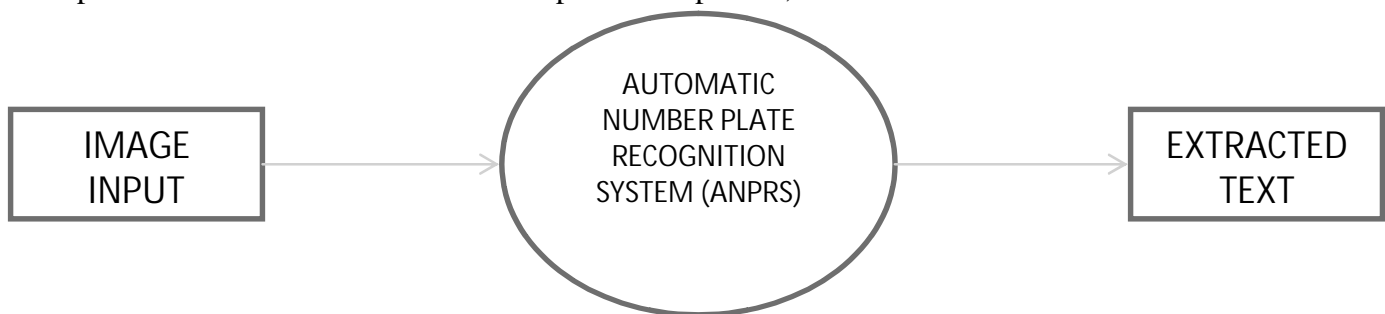 IMAGE
INPUT
AUTOMATIC
NUMBER PLATE
RECOGNITION
SYSTEM (ANPRS)
EXTRACTED
TEXT